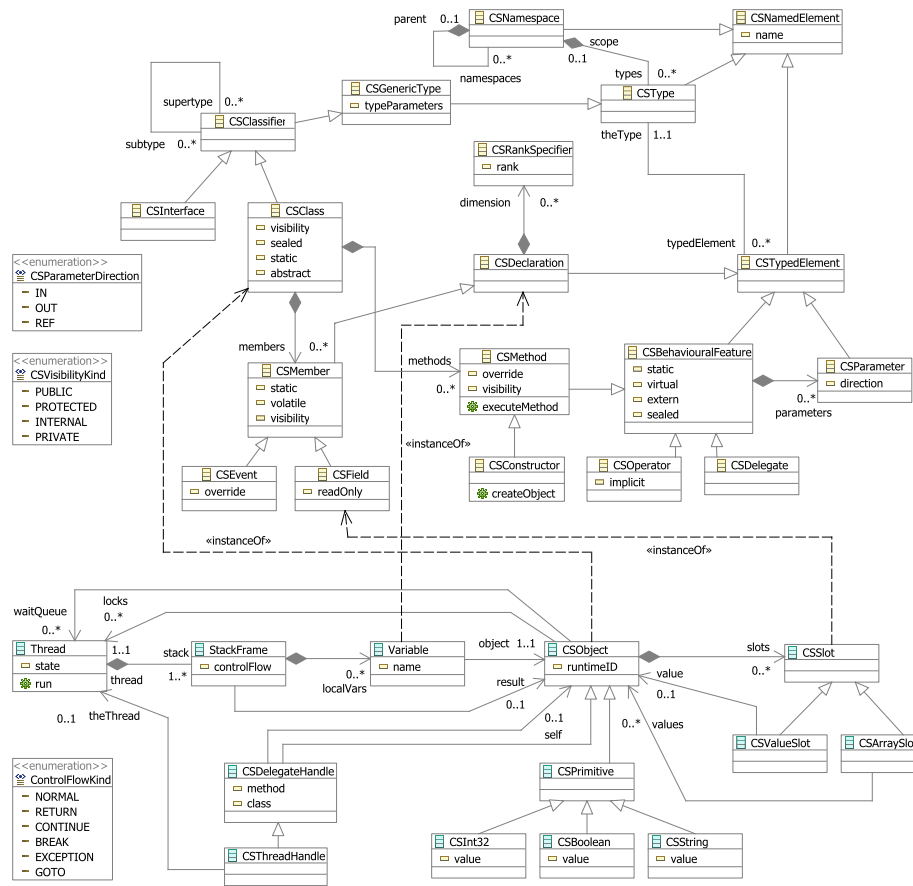 parent 0..1
CSNamespace
CSNamedElement
name
scope
0..1
0..*
namespaces
types 0..*
CSGenericType
typeParameters
CSType
theType 1..1
supertype 0..*
CSClassifier
subtype 0..*
CSRankSpecifier
rank
dimension 0..*
CSInterface
CSClass
visibility
sealed
static
abstract
typedElement 0..*
CSDeclaration
CSTypedElement
<<enumeration>>
CSParameterDirection
IN
OUT
REF
members 0..*
methods
0..*
<<enumeration>>
CSVisibilityKind
PUBLIC
PROTECTED
INTERNAL
PRIVATE
CSMember
static
volatile
visibility
CSMethod
override
visibility
executeMethod
CSBehaviouralFeature
static
virtual
extern
sealed
CSParameter
direction
0..*
parameters
«instanceOf»
CSEvent
override
CSField
readOnly
CSConstructor
createObject
CSOperator
implicit
CSDelegate
«instanceOf»
«instanceOf»
waitQueue
0..*
locks
0..*
Thread
state
run
1..1
thread
stack
1..*
StackFrame
controlFlow
0..*
localVars
Variable
name
object 1..1
CSObject
runtimeID
slots
0..*
CSSlot
result
0..1
value
0..1
0..1
theThread
0..1
self
0..* values
CSValueSlot
CSArraySlo
<<enumeration>>
ControlFlowKind
NORMAL
RETURN
CONTINUE
BREAK
EXCEPTION
GOTO
CSDelegateHandle
method
class
CSPrimitive
CSThreadHandle
CSInt32
value
CSBoolean
value
CSString
value